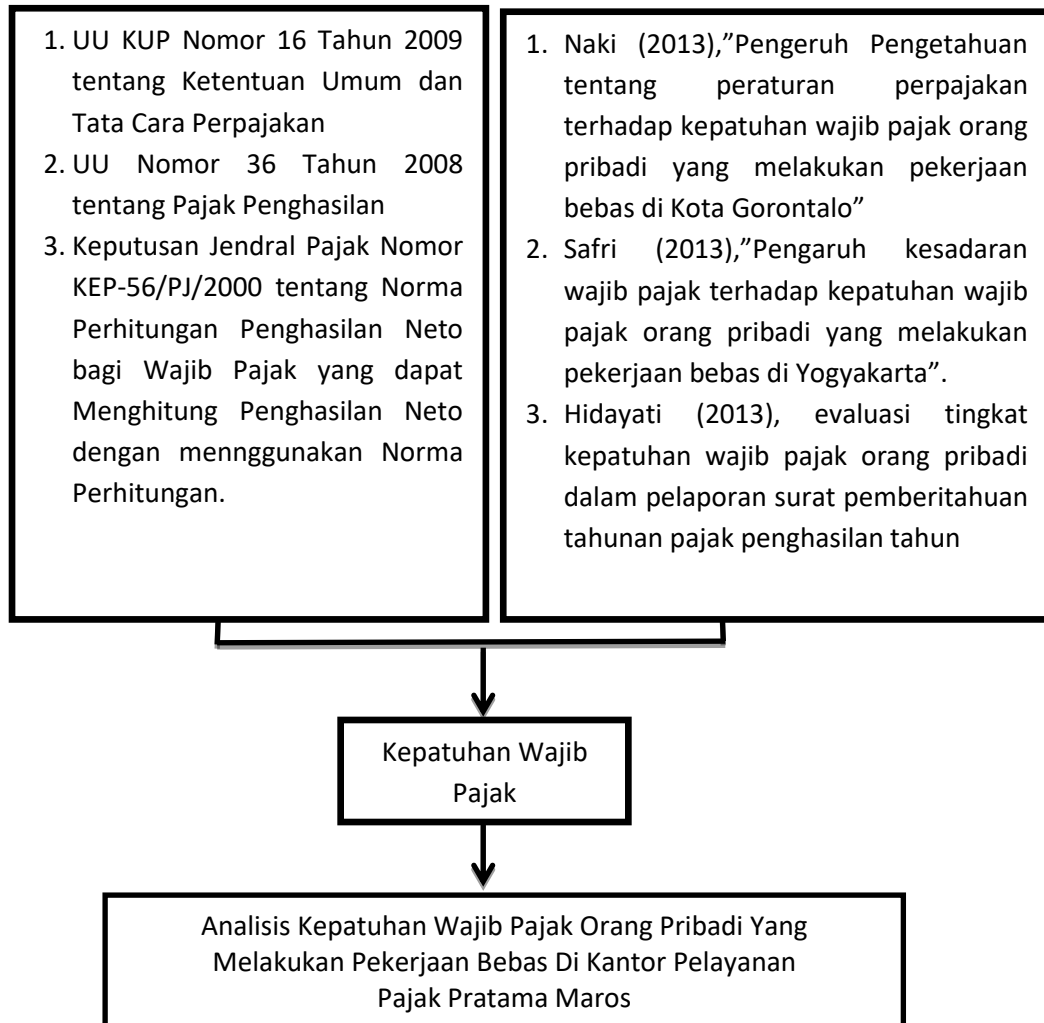 1. UU KUP Nomor 16 Tahun 2009
tentang Ketentuan Umum dan
Tata Cara Perpajakan
2. UU Nomor 36 Tahun 2008
tentang Pajak Penghasilan
3. Keputusan Jendral Pajak Nomor
KEP-56/PJ/2000 tentang Norma
Perhitungan Penghasilan Neto
bagi Wajib Pajak yang dapat
Menghitung Penghasilan Neto
dengan mennggunakan Norma
Perhitungan.
1. Naki (2013),”Pengeruh Pengetahuan
tentang peraturan perpajakan
terhadap kepatuhan wajib pajak orang
pribadi yang melakukan pekerjaan
bebas di Kota Gorontalo”
2. Safri (2013),”Pengaruh kesadaran
wajib pajak terhadap kepatuhan wajib
pajak orang pribadi yang melakukan
pekerjaan bebas di Yogyakarta”.
3. Hidayati (2013), evaluasi tingkat
kepatuhan wajib pajak orang pribadi
dalam pelaporan surat pemberitahuan
tahunan pajak penghasilan tahun
Kepatuhan Wajib
Pajak
Analisis Kepatuhan Wajib Pajak Orang Pribadi Yang
Melakukan Pekerjaan Bebas Di Kantor Pelayanan
Pajak Pratama Maros